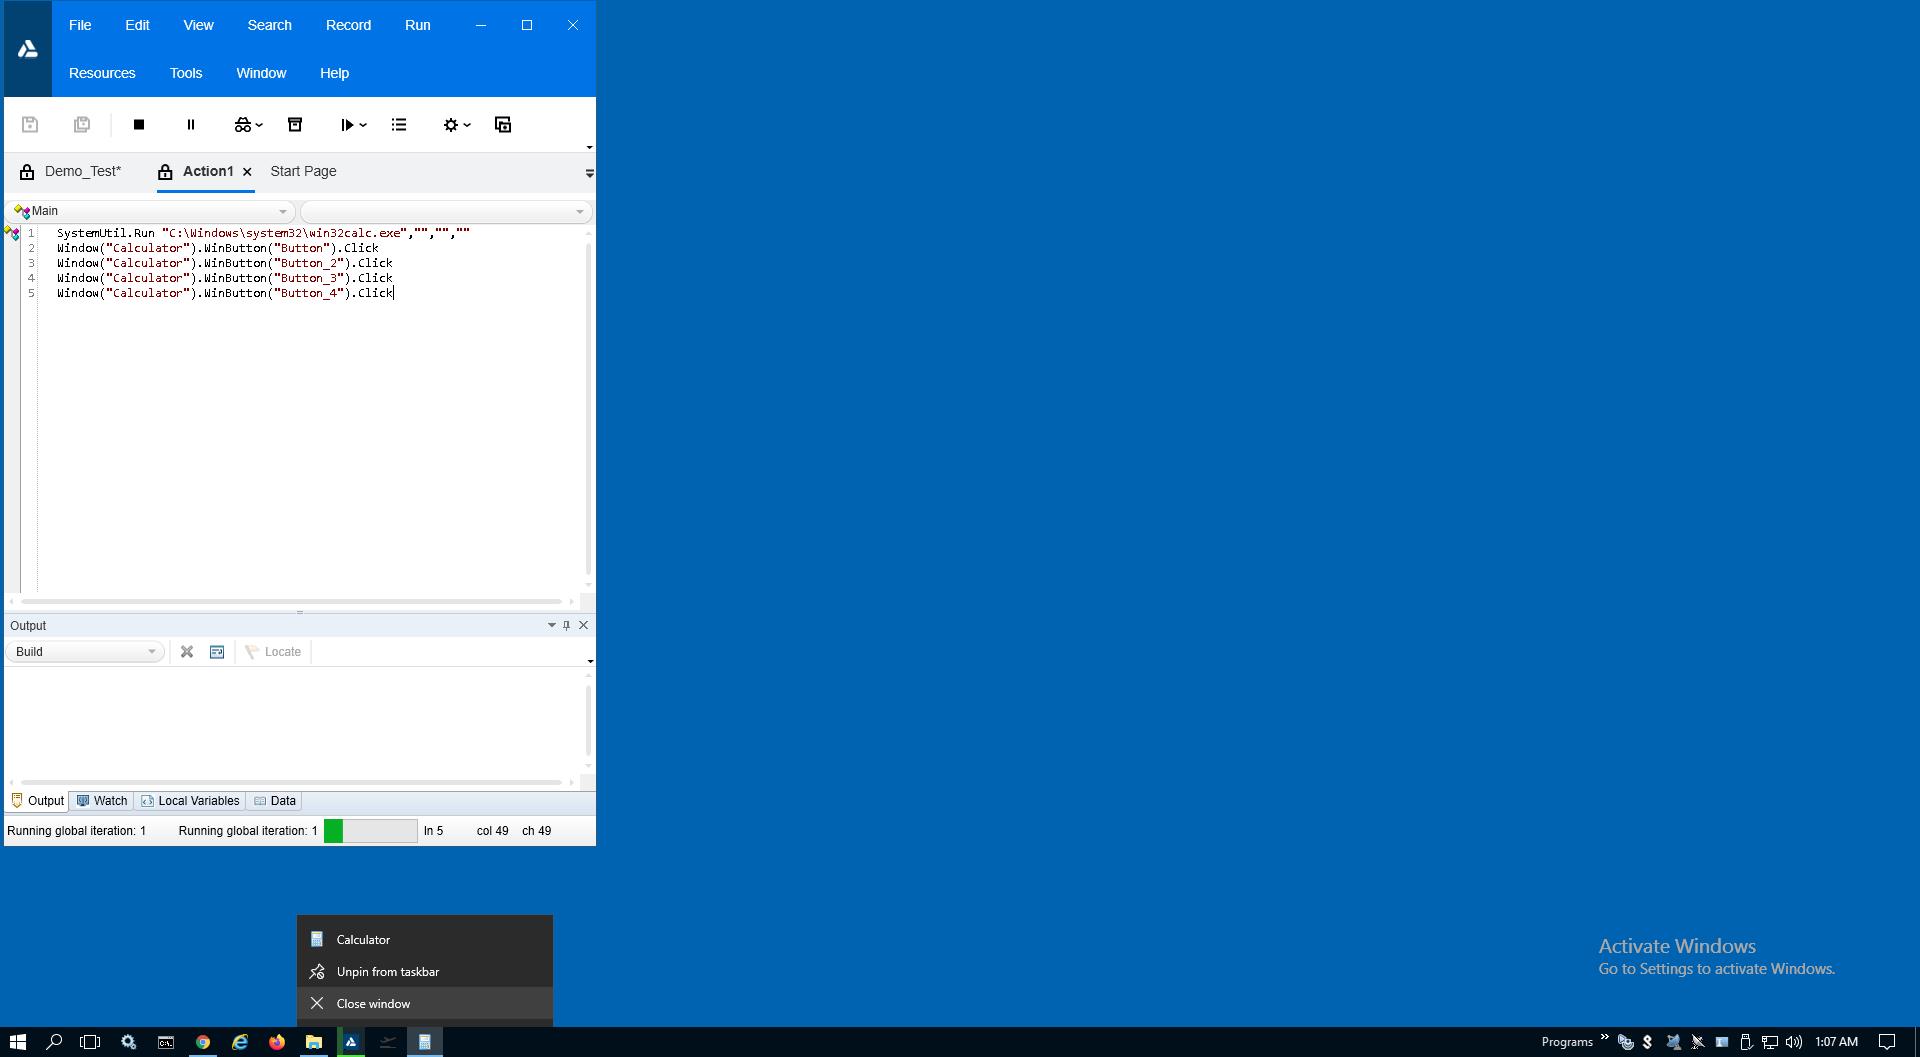 File Edit View Search Record Run
Resources Tools Window Help
Demo_Test* Action1 Start Page
Main
1 SystemUtil.Run "C:\Windows\system32\win32calc.exe","","",""
2 Window("Calculator").WinButton("Button").Click
3 Window("Calculator").WinButton("Button_2").Click
4 Window("Calculator").WinButton("Button_3").Click
5 Window("Calculator").WinButton("Button_4").Click
Output
Build Locate
Output Watch Local Variables Data
Running global iteration: 1 Running global iteration: 1 ln 5 col 49 ch 49
Calculator
Unpin from taskbar
Close window
Activate Windows
Go to Settings to activate Windows.
Programs 1:07 AM